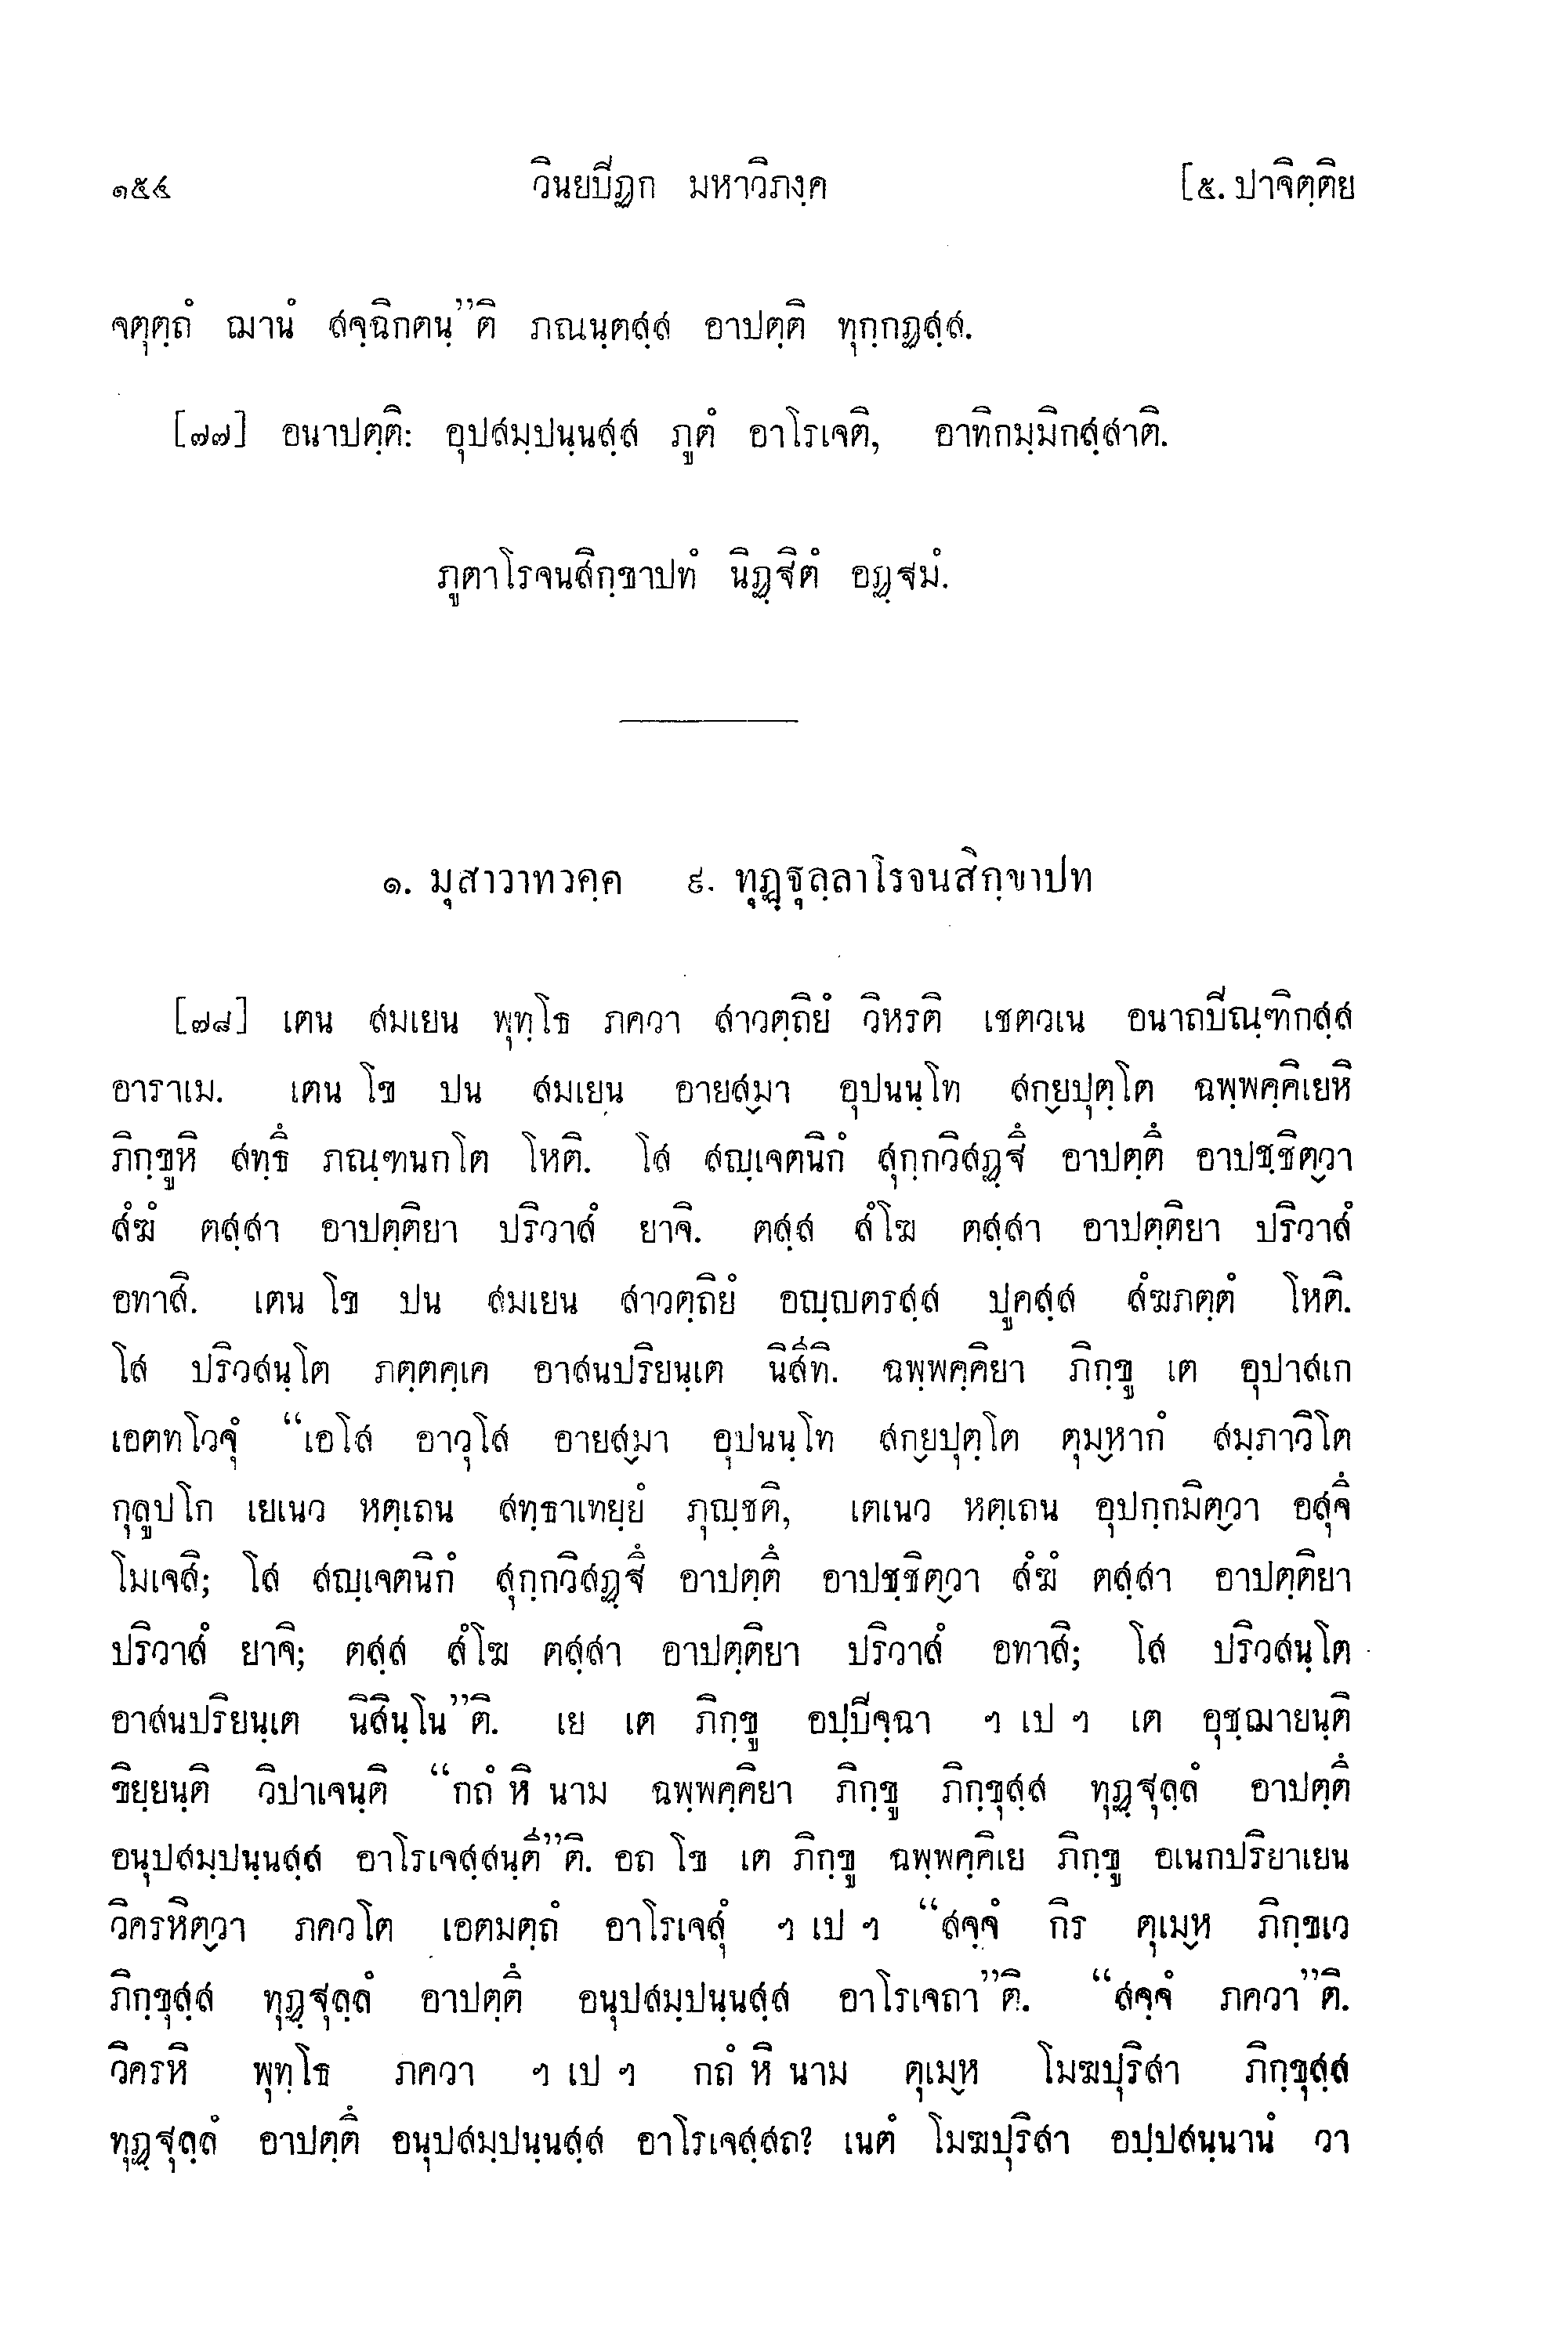 ๑๕๔ วินยปิฏก มหาวิภงฺค [๕. ปาจิตฺติย
จตุตฺถํ ฌานํ สจฺฉิกตนฺ”ติ ภณนฺตสฺส อาปตฺติ ทุกฺกฏสฺส.
[๗๗] อนาปตฺติ: อุปสมฺปนฺนสฺส ภูตํ อาโรเจติ, อาทิกมฺมิกสฺสาติ.
ภูตาโรจนสิกฺขาปทํ นิฏฺฐิตํ อฏฺฐมํ.
๑. มุสาวาทวคฺค ๙. ทุฏฺฐุลฺลาโรจนสิกฺขาปท
[๗๘] เตน สมเยน พุทฺโธ ภควา สาวตฺถิยํ วิหรติ เชตวเน อนาถปิณฺฑิกสฺส
อาราเม. เตน โข ปน สมเยน อายสฺมา อุปนนฺโท สกฺยปุตฺโต ฉพฺพคฺคิเยหิ
ภิกฺขูหิ สทฺธึ ภณฺฑนกโต โหติ. โส สญฺเจตนิกํ สุกฺกวิสฏฺฐึ อาปตฺตึ อาปชฺชิตฺวา
สํฆํ ตสฺสา อาปตฺติยา ปริวาสํ ยาจิ. ตสฺส สํโฆ ตสฺสา อาปตฺติยา ปริวาสํ
อทาสิ. เตน โข ปน สมเยน สาวตฺถิยํ อญฺญตรสฺส ปูคสฺส สํฆภตฺตํ โหติ.
โส ปริวสนฺโต ภตฺตคฺเค อาสนปริยนฺเต นิสีทิ. ฉพฺพคฺคิยา ภิกฺขู เต อุปาสเก
เอตทโวจุํ “เอโส อาวุโส อายสฺมา อุปนนฺโท สกฺยปุตฺโต ตุมฺหากํ สมฺภาวิโต
กุลูปโก เยเนว หตฺเถน สทฺธาเทยฺยํ ภุญฺชติ, เตเนว หตฺเถน อุปกฺกมิตฺวา อสุจึ
โมเจสิ; โส สญฺเจตนิกํ สุกฺกวิสฏฺฐึ อาปตฺตึ อาปชฺชิตฺวา สํฆํ ตสฺสา อาปตฺติยา
ปริวาสํ ยาจิ; ตสฺส สํโฆ ตสฺสา อาปตฺติยา ปริวาสํ อทาสิ; โส ปริวสนฺโต
อาสนปริยนฺเต นิสินฺโน”ติ. เย เต ภิกฺขู อปฺปิจฺฉา ฯ เป ฯ เต อุชฺฌายนฺติ
ขิยฺยนฺติ วิปาเจนฺติ “กถํ หิ นาม ฉพฺพคฺคิยา ภิกฺขู ภิกฺขุสฺส ทุฏฺฐุลฺลํ อาปตฺตึ
อนุปสมฺปนฺนสฺส อาโรเจสฺสนฺตี”ติ. อถ โข เต ภิกฺขู ฉพฺพคฺคิเย ภิกฺขู อเนกปริยาเยน
วิครหิตฺวา ภควโต เอตมตฺถํ อาโรเจสุํ ฯ เป ฯ “สจฺจํ กิร ตุเมฺห ภิกฺขเว
ภิกฺขุสฺส ทุฏฺฐุลฺลํ อาปตฺตึ อนุปสมฺปนฺนสฺส อาโรเจถา”ติ. “สจฺจํ ภควา”ติ.
วิครหิ พุทฺโธ ภควา ฯ เป ฯ กถํ หิ นาม ตุเมฺห โมฆปุริสา ภิกฺขุสฺส
ทุฏฺฐุลฺลํ อาปตฺตึ อนุปสมฺปนฺนสฺส อาโรเจสฺสถ? เนตํ โมฆปุริสา อปฺปสนฺนานํ วา